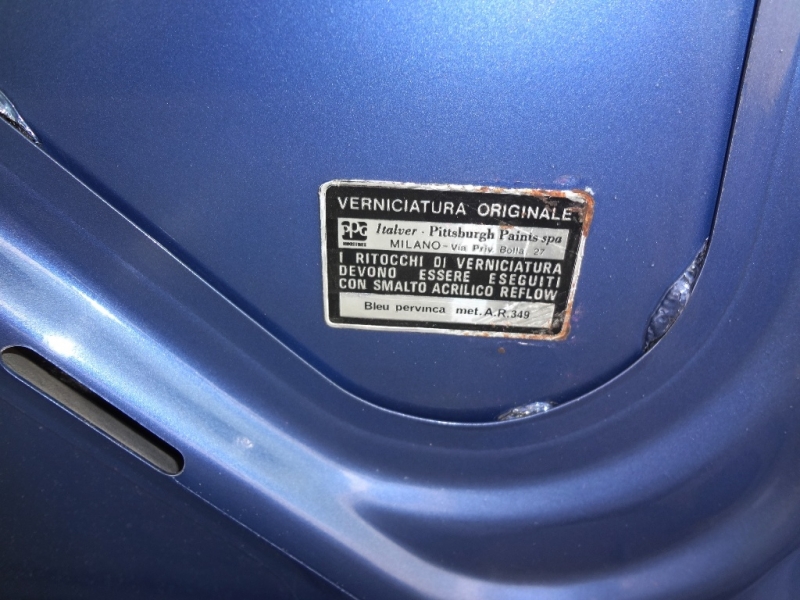 VERNICIATURA ORIGINALE
PPG INDUSTRIES Italver - Pittsburgh Paints spa
MILANO - Via Priv. Bolla 27
I RITOCCHI DI VERNICIATURA
DEVONO ESSERE ESEGUITI
CON SMALTO ACRILICO REFLOW
Bleu pervinca met. A.R.349